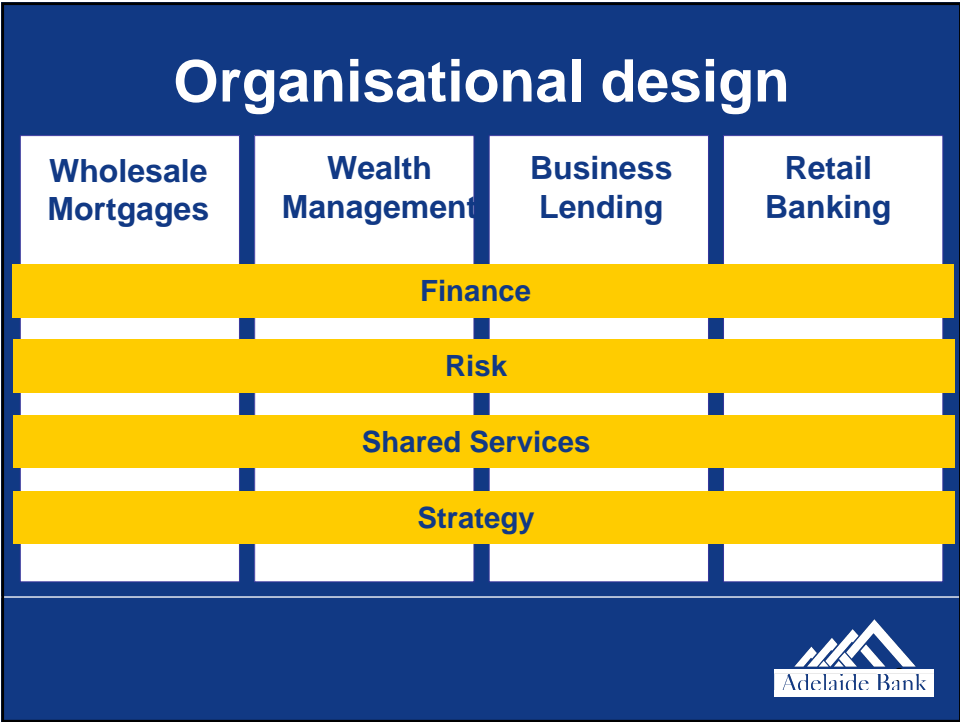 Organisational design
Wholesale
Mortgages
Wealth
Management
Business
Lending
Retail
Banking
Finance
Risk
Shared Services
Strategy
Adelaide Bank